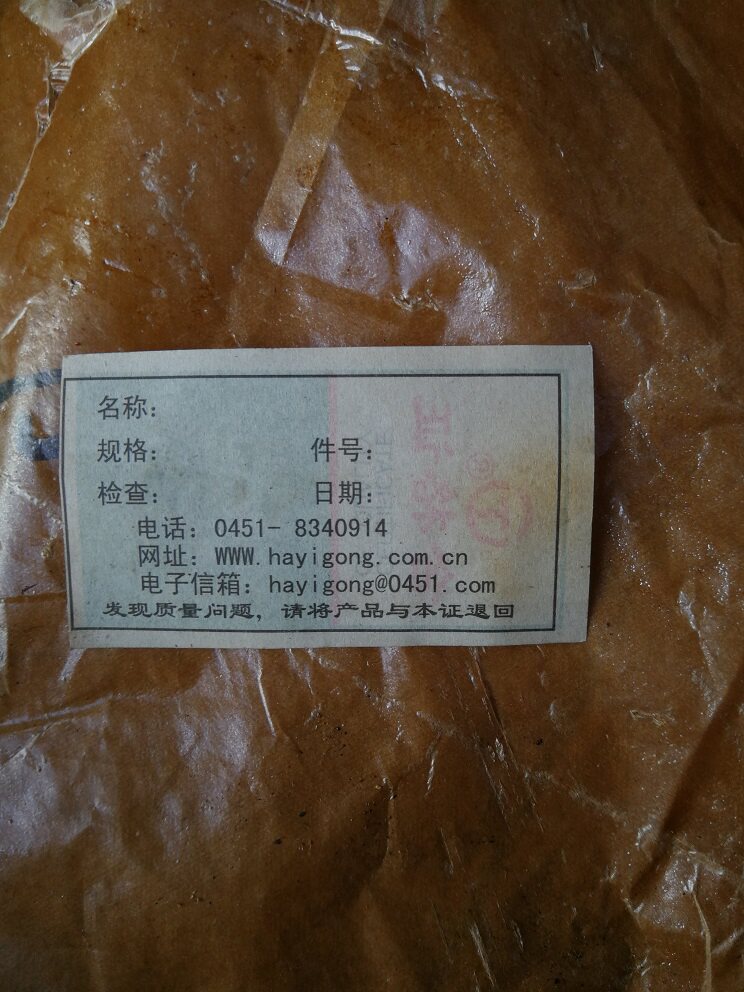 名称：
规格：　件号：
检查：　日期：
电话：0451- 8340914
网址：WWW.hayigong.com.cn
电子信箱：hayigong@0451.com
发现质量问题，请将产品与本证退回